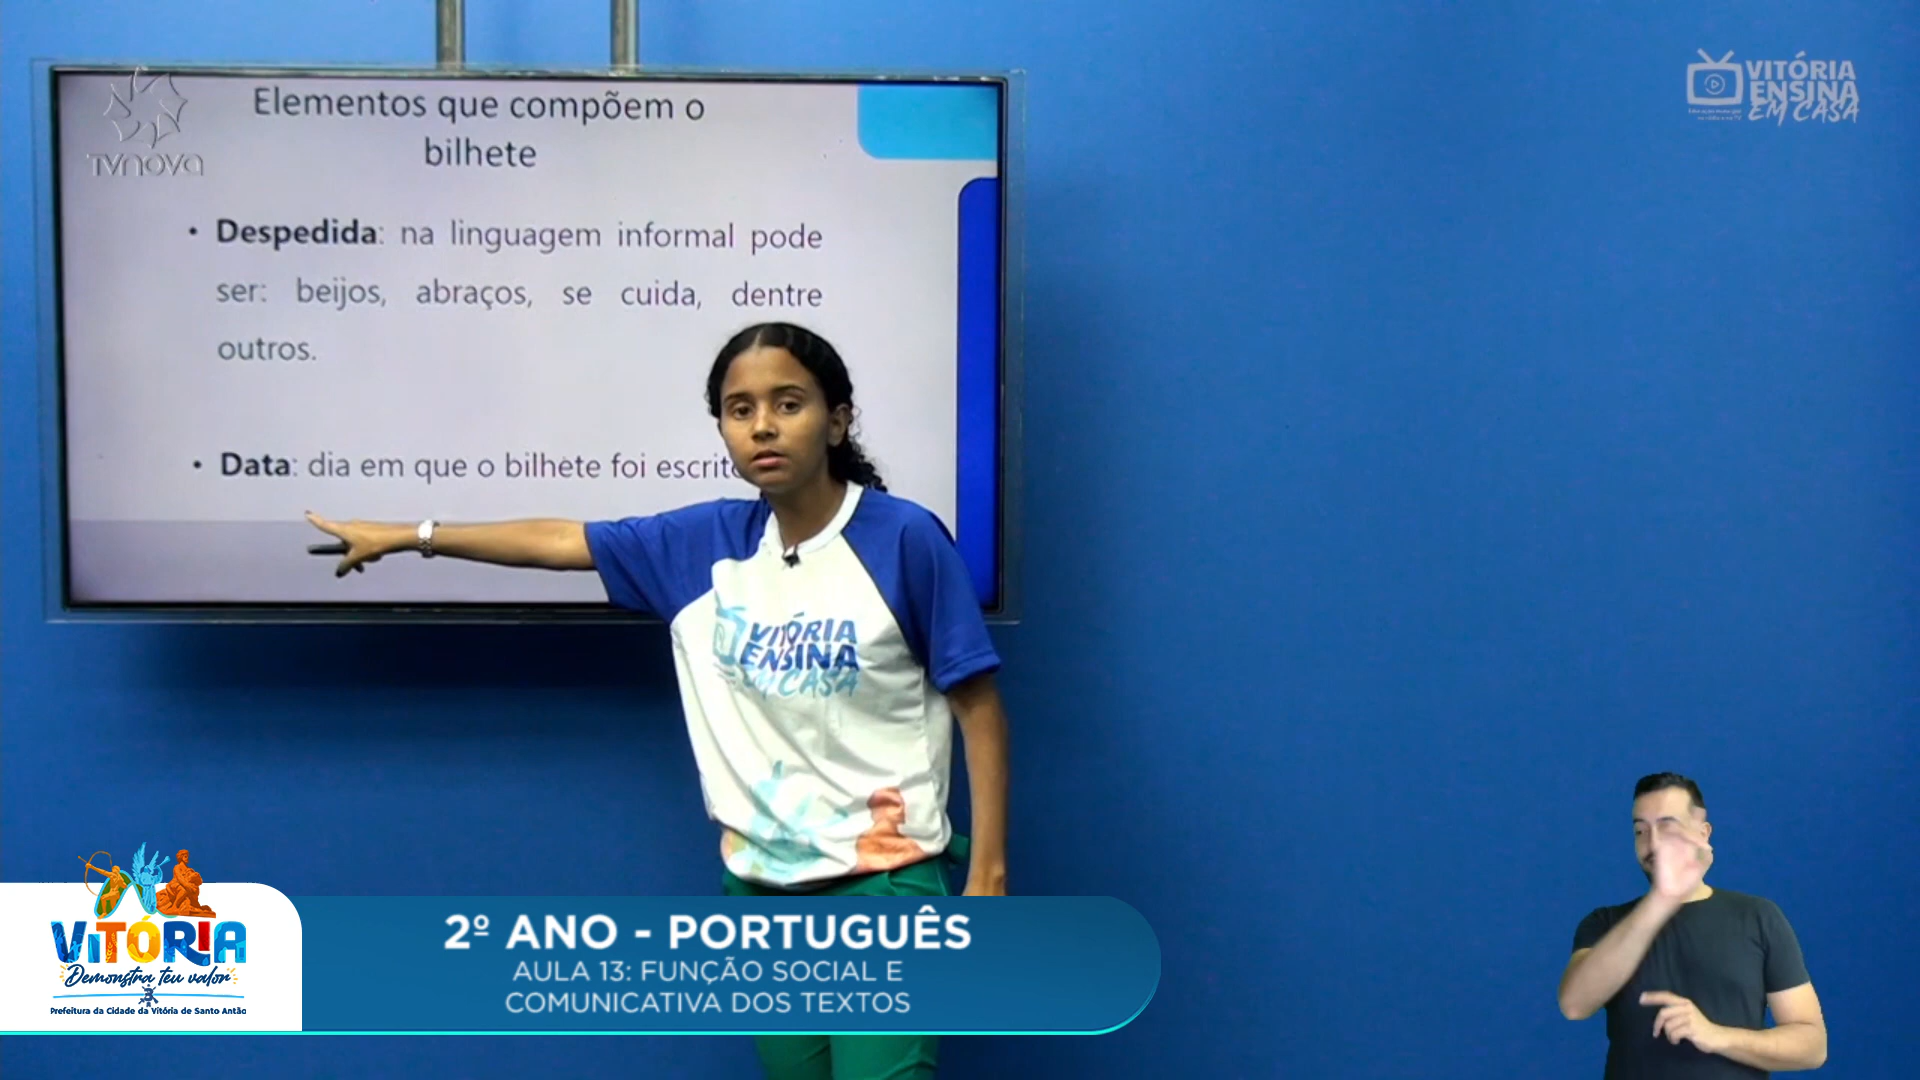 TVNOVA
Elementos que compõem o
bilhete
• Despedida: na linguagem informal pode
ser: beijos, abraços, se cuida, dentre
outros.
• Data: dia em que o bilhete foi escrito
VITÓRIA
ENSINA
EM CASA
VITÓRIA
ENSINA
EM CASA
VITÓRIA
Demonstra teu valor
Prefeitura da Cidade da Vitória de Santo Antão
2º ANO - PORTUGUÊS
AULA 13: FUNÇÃO SOCIAL E
COMUNICATIVA DOS TEXTOS